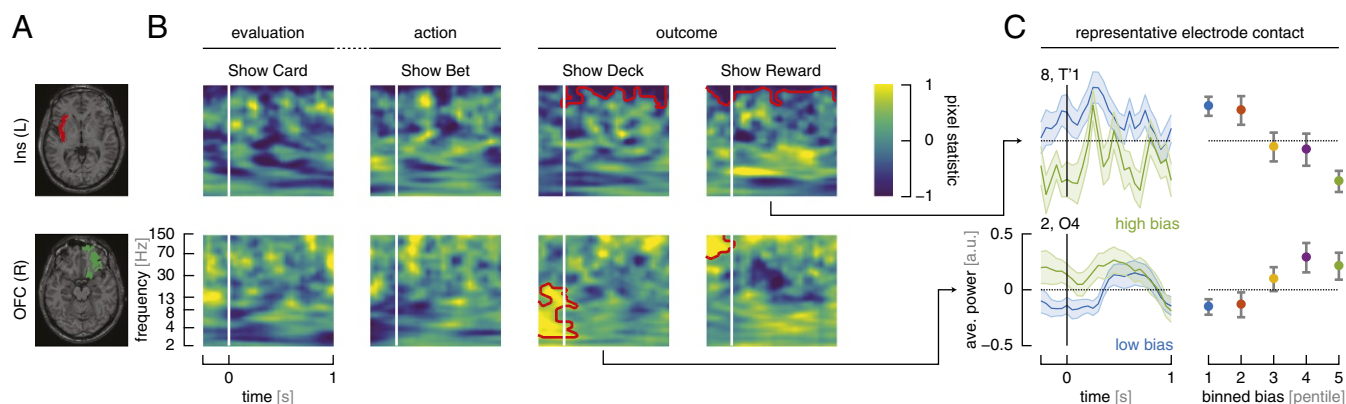 A
B
C
evaluation
action
outcome
representative electrode contact
Show Card
Show Bet
Show Deck
Show Reward
Ins (L)
1
0
−1
pixel statistic
8, T'1
high bias
OFC (R)
frequency [Hz]
150
70
30
13
8
4
2
0
1
time [s]
2, O4
low bias
ave. power [a.u.]
0.5
0
−0.5
0
1
time [s]
1 2 3 4 5
binned bias [pentile]